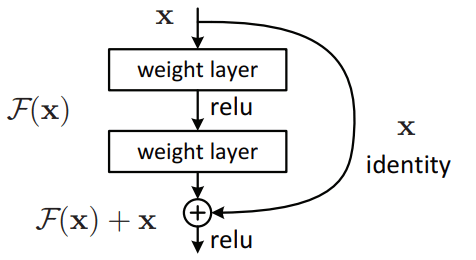 x
weight layer
relu
F(x)
weight layer
x
identity
F(x) + x
+
relu